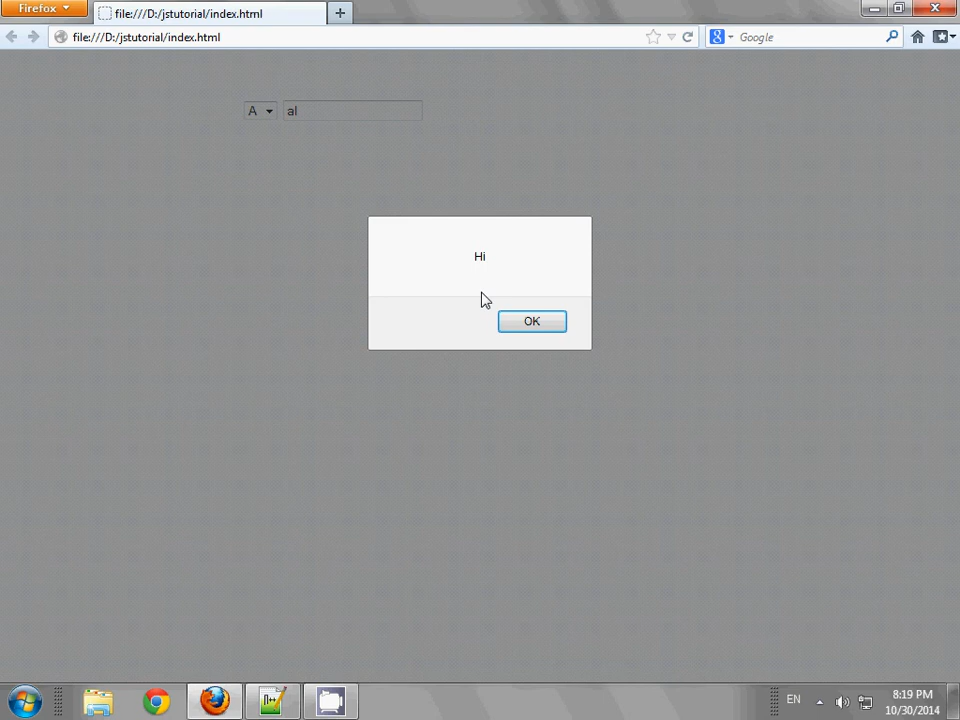 Firefox
file:///D:/jstutorial/index.html
file:///D:/jstutorial/index.html
Google
A
al
Hi
OK
EN
8:19 PM
10/30/2014